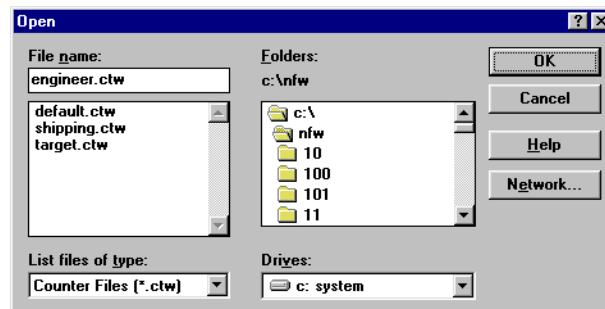 Open
File name:
engineer.ctw
default.ctw
shipping.ctw
target.ctw
List files of type:
Counter Files (*.ctw)
Folders:
c:\nfw
c:\
nfw
10
100
101
11
Drives:
c: system
OK
Cancel
Help
Network...